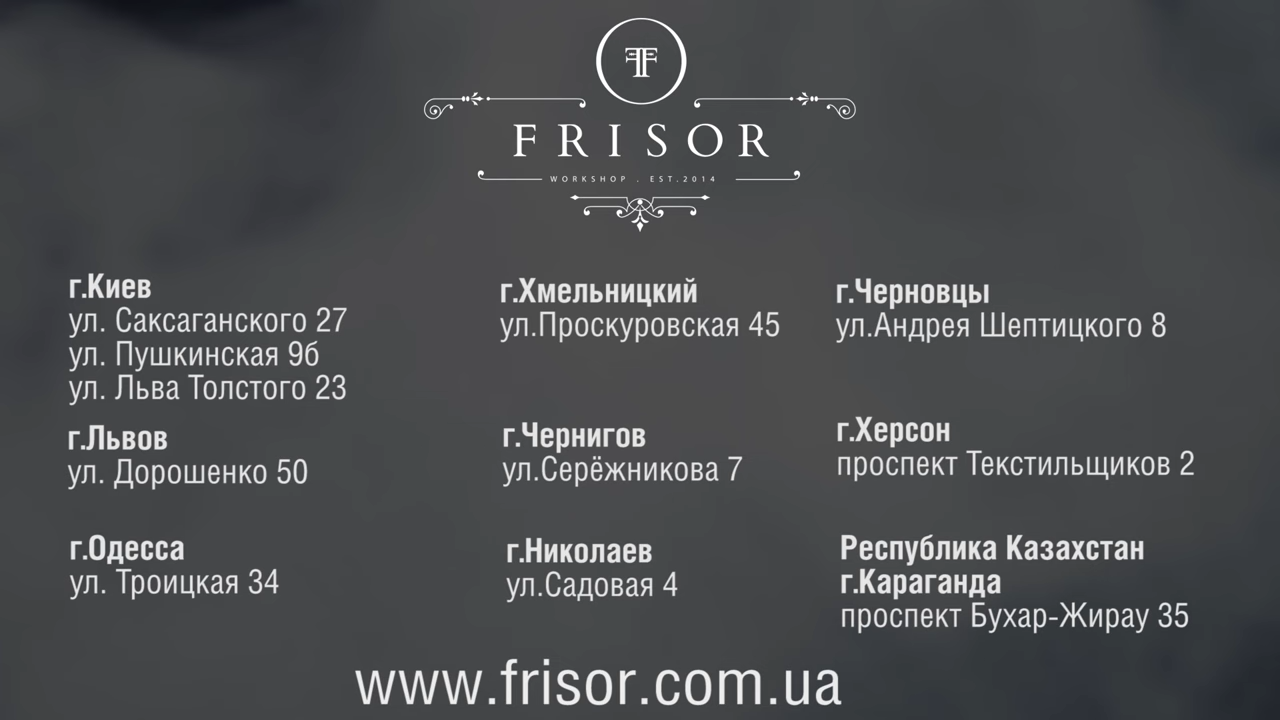 FF
FRISOR
WORKSHOP . EST.2014
г.Киев
ул. Саксаганского 27
ул. Пушкинская 9б
ул. Льва Толстого 23
г.Львов
ул. Дорошенко 50
г.Одесса
ул. Троицкая 34
г.Хмельницкий
ул.Проскуровская 45
г.Чернигов
ул.Серёжникова 7
г.Николаев
ул.Садовая 4
г.Черновцы
ул.Андрея Шептицкого 8
г.Херсон
проспект Текстильщиков 2
Республика Казахстан
г.Караганда
проспект Бухар-Жирау 35
www.frisor.com.ua